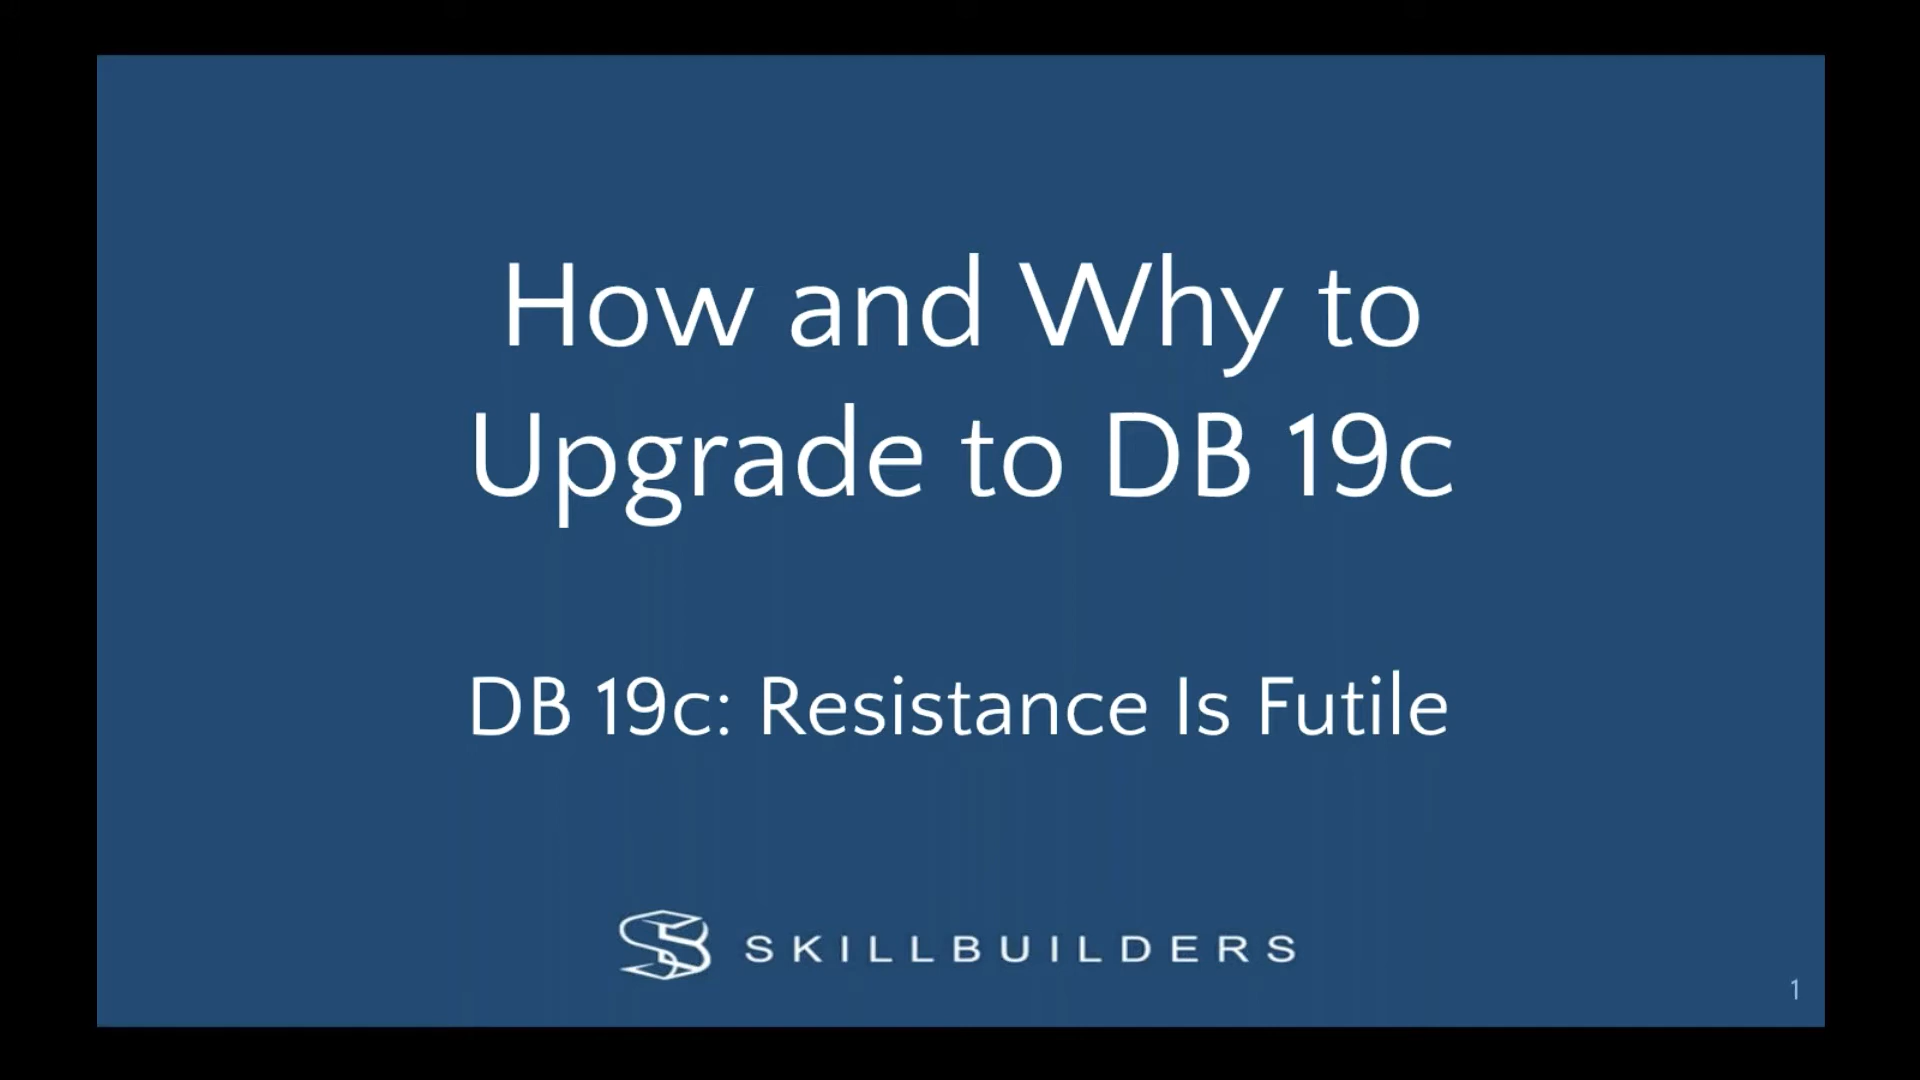 How and Why to
Upgrade to DB 19c
DB 19c: Resistance Is Futile
SKILLBUILDERS
1